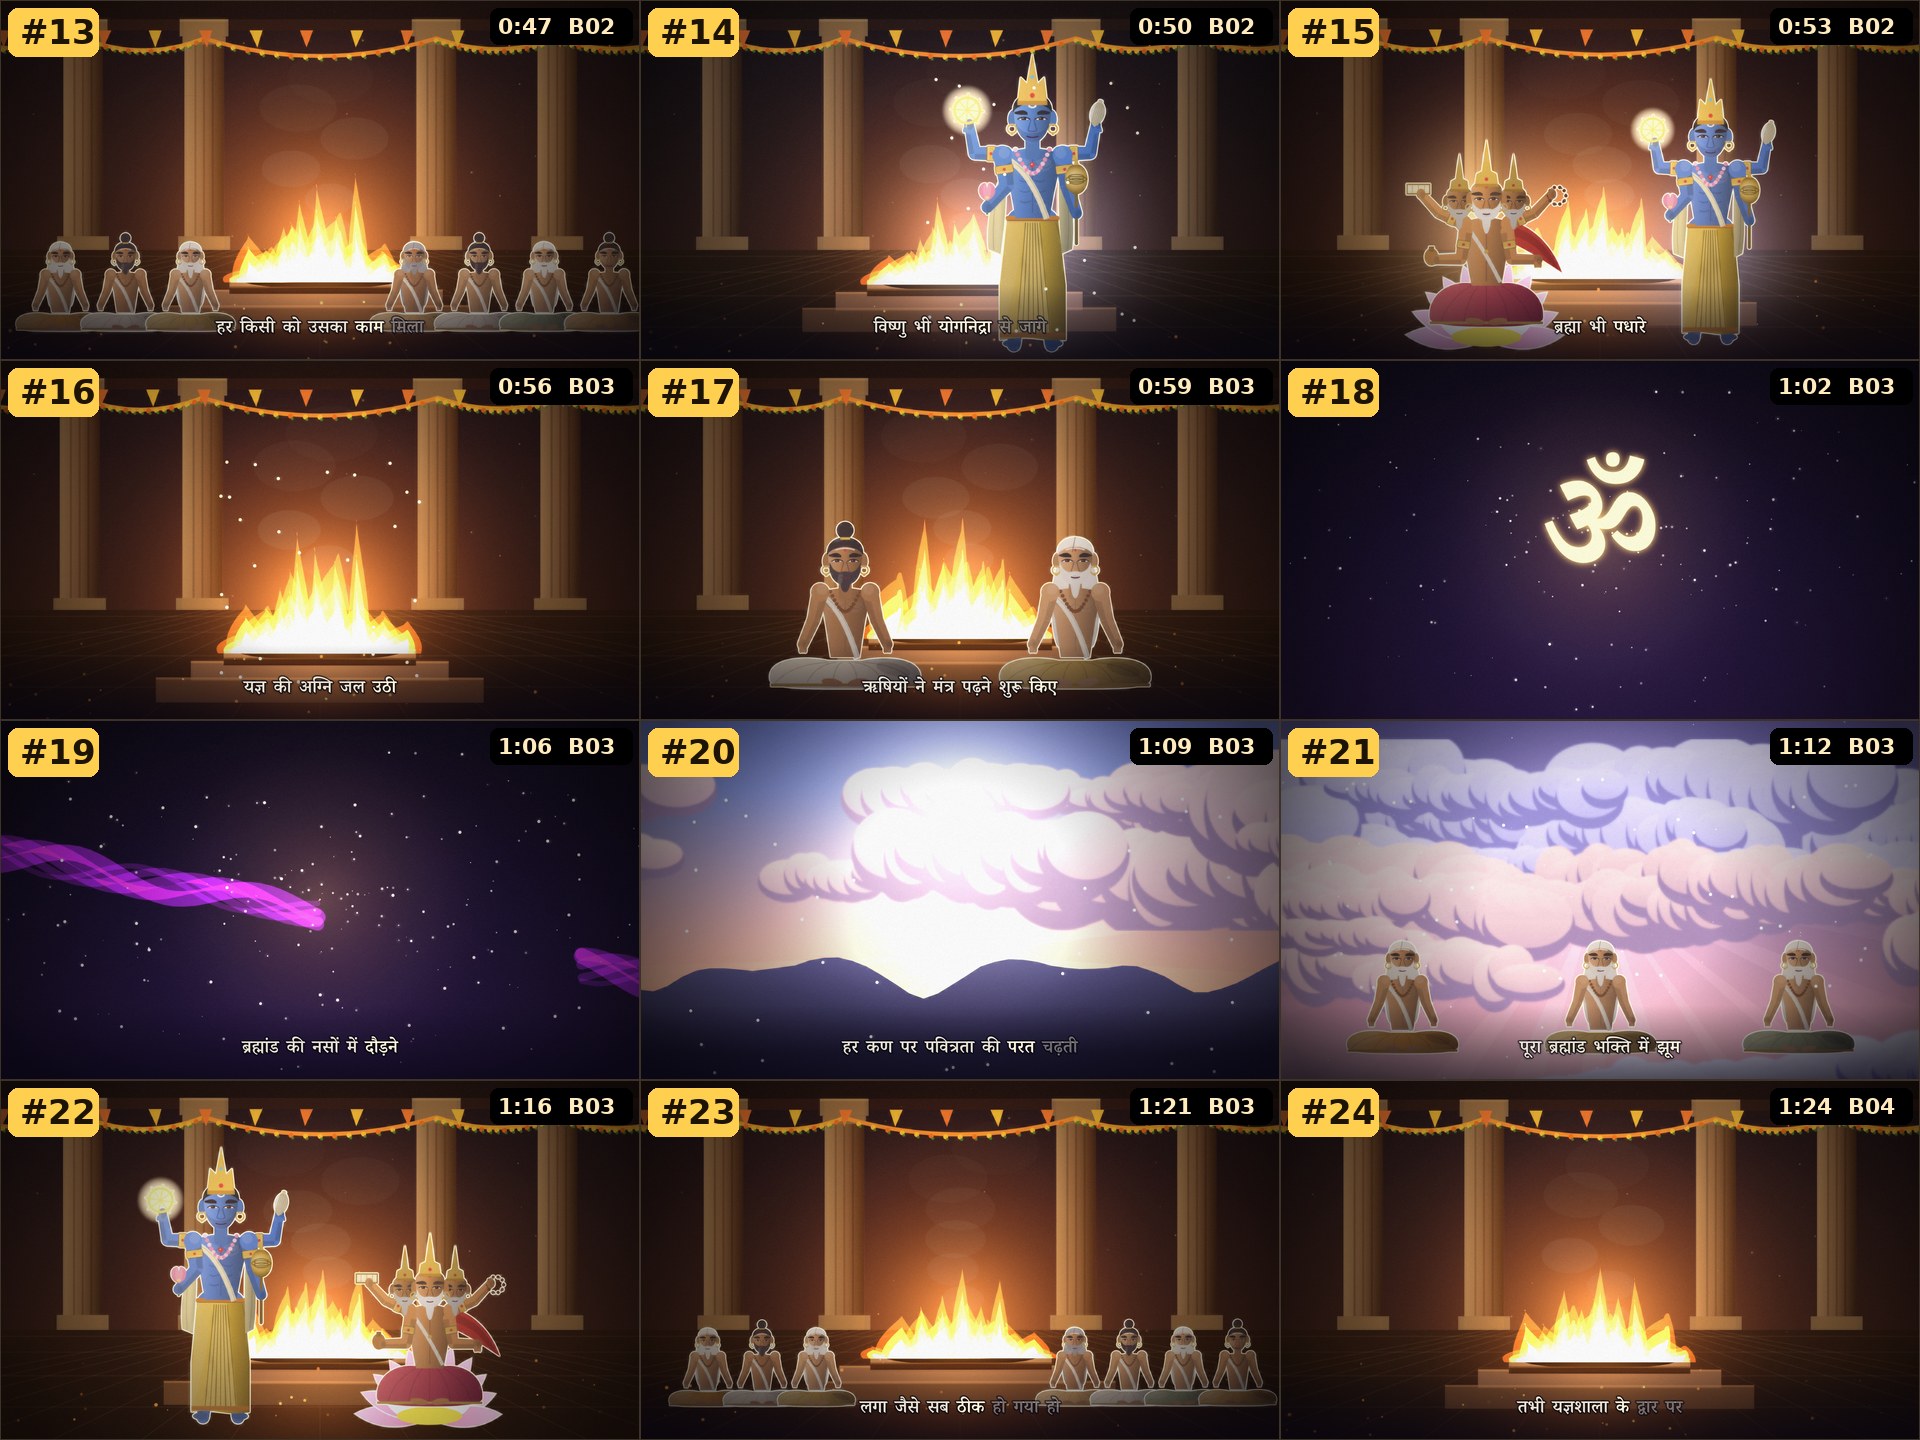 #13
0:47 B02
हर किसी को उसका काम मिला
#14
0:50 B02
विष्णु भी योगनिद्रा से जागे
#15
0:53 B02
ब्रह्मा भी पधारे
#16
0:56 B03
यज्ञ की अग्नि जल उठी
#17
0:59 B03
ऋषियों ने मंत्र पढ़ने शुरू किए
#18
1:02 B03
ॐ
#19
1:06 B03
ब्रह्मांड की नसों में दौड़ने
#20
1:09 B03
हर कण पर पवित्रता की परत चढ़ती
#21
1:12 B03
पूरा ब्रह्मांड भक्ति में झूम
#22
1:16 B03
#23
1:21 B03
लगा जैसे सब ठीक हो गया हो
#24
1:24 B04
तभी यज्ञशाला के द्वार पर